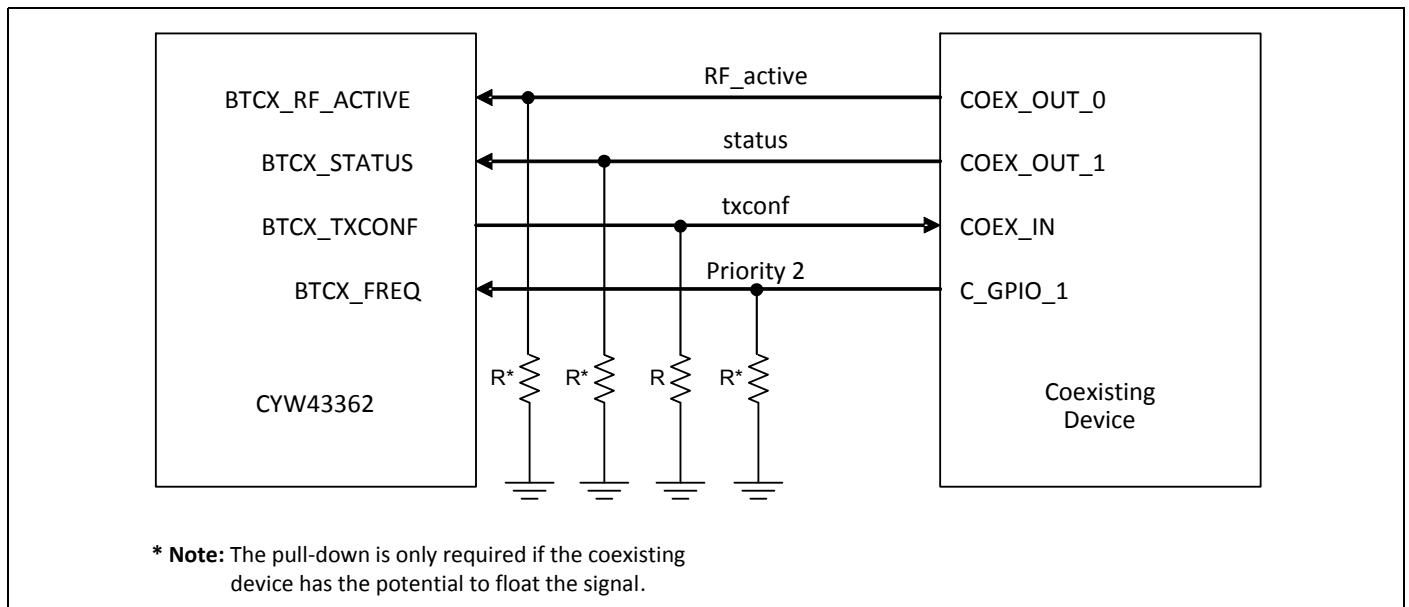 RF_active
BTCX_RF_ACTIVE
COEX_OUT_0
status
BTCX_STATUS
COEX_OUT_1
txconf
BTCX_TXCONF
COEX_IN
Priority 2
BTCX_FREQ
C_GPIO_1
R*
R*
R
R*
CYW43362
Coexisting
Device
* Note: The pull-down is only required if the coexisting
device has the potential to float the signal.